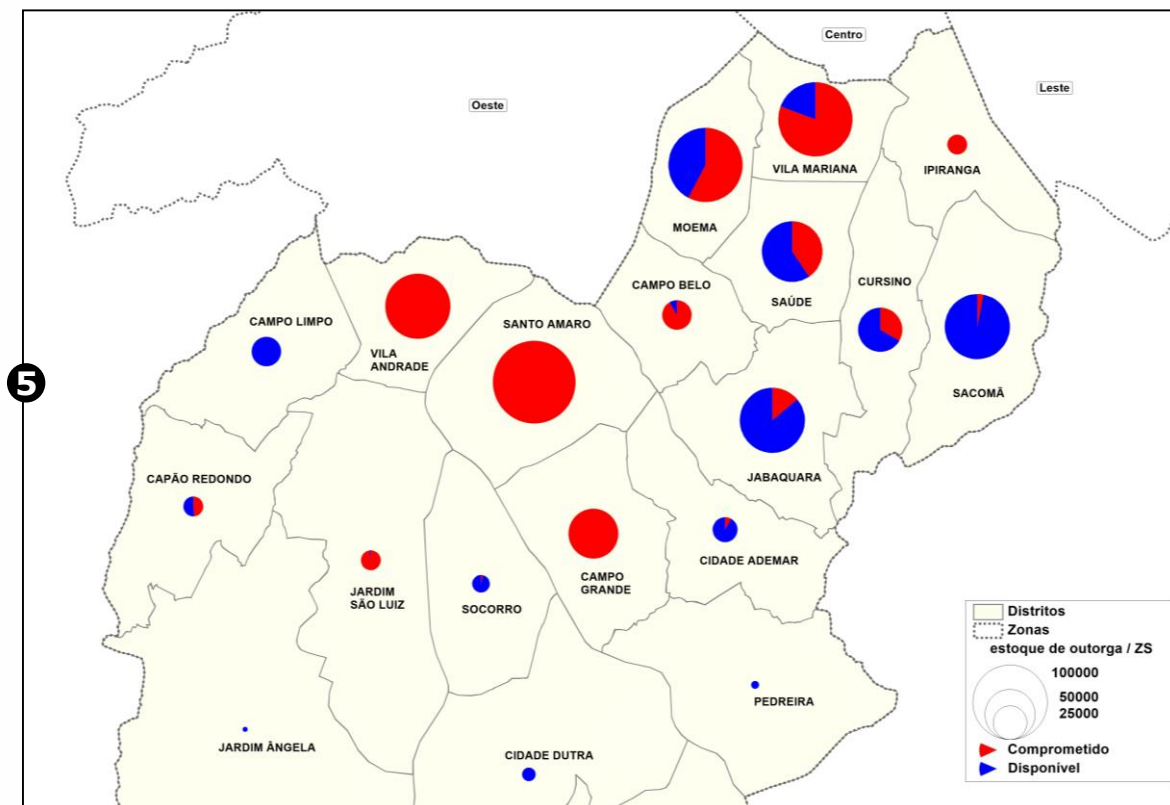 Centro
Oeste
Leste
VILA MARIANA
IPIRANGA
MOEMA
CAMPO BELO
SAÚDE
CURSINO
CAMPO LIMPO
SANTO AMARO
VILA
ANDRADE
SACOMÃ
5
CAPÃO REDONDO
JABAQUARA
CIDADE ADEMAR
JARDIM
SÃO LUIZ
SOCORRO
CAMPO
GRANDE
PEDREIRA
JARDIM ÂNGELA
CIDADE DUTRA
Distritos
Zonas
estoque de outorga / ZS
100000
50000
25000
Comprometido
Disponível